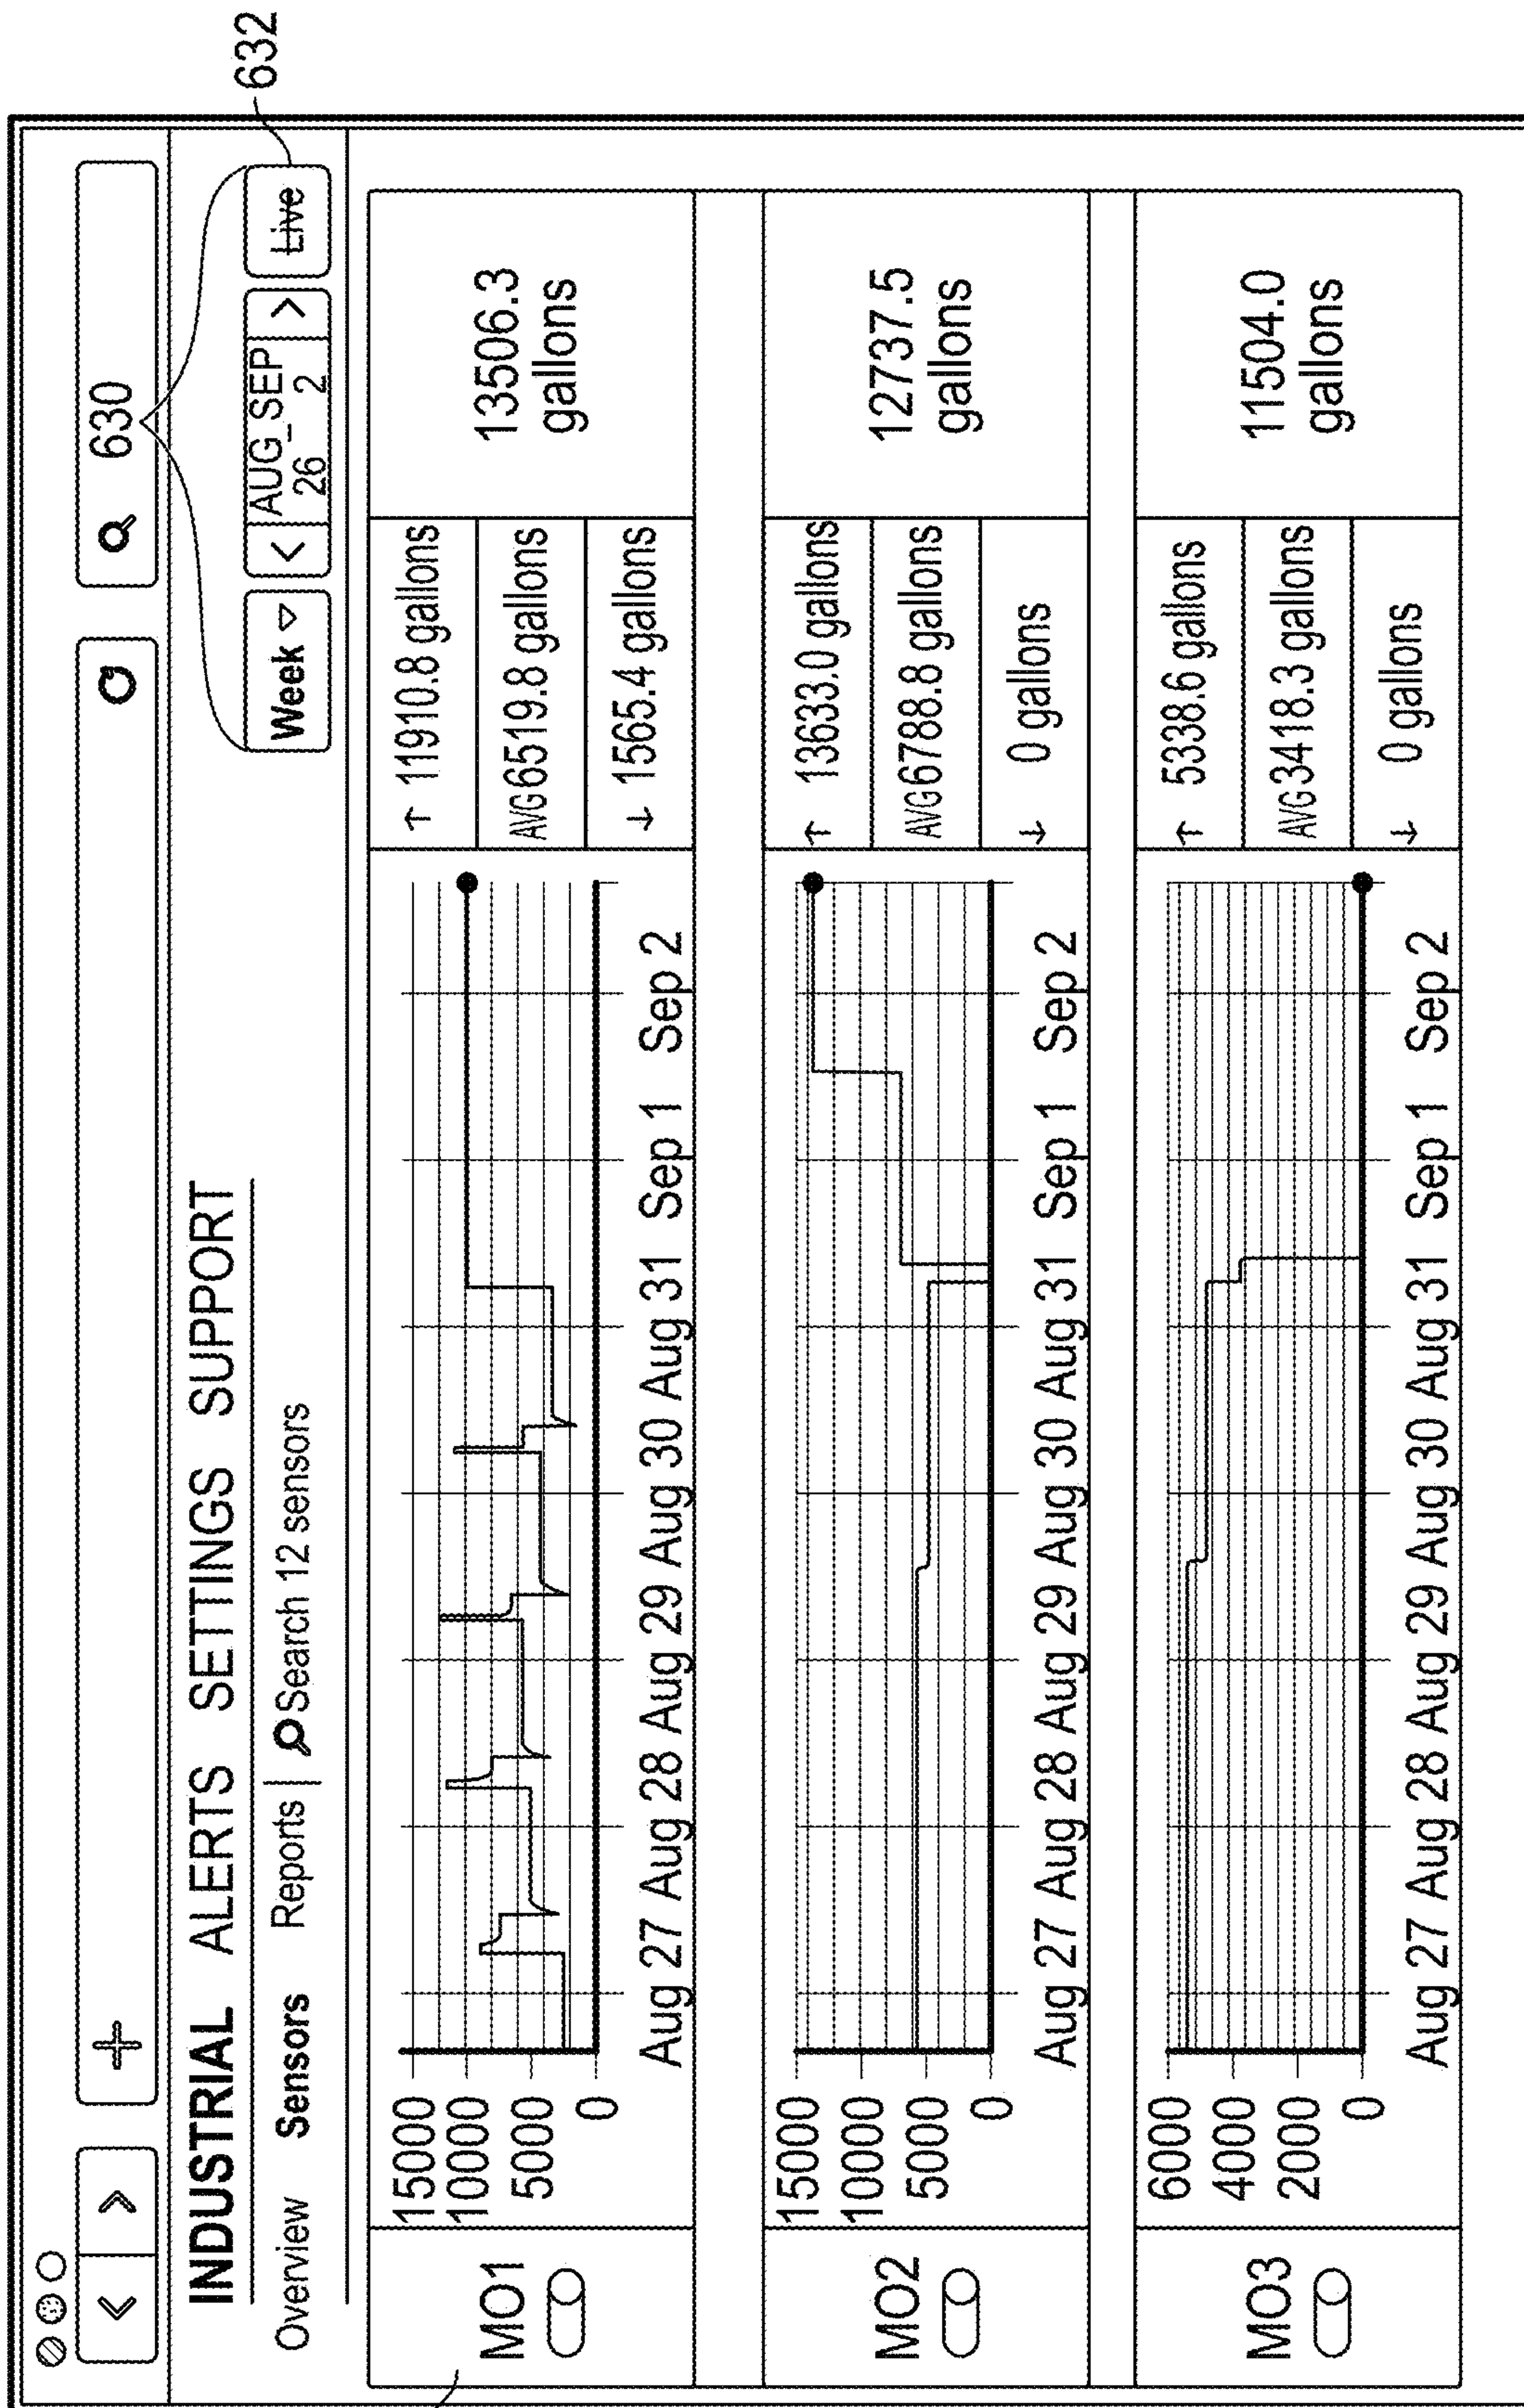 630
632
INDUSTRIAL ALERTS SETTINGS SUPPORT
Overview Sensors Reports | Search 12 sensors
Week ▽ < AUG_SEP > Live
26 2
MO1
15000
10000
5000
0
Aug 27 Aug 28 Aug 29 Aug 30 Aug 31 Sep 1 Sep 2
↑ 11910.8 gallons
AVG 6519.8 gallons
↓ 1565.4 gallons
13506.3
gallons
MO2
15000
10000
5000
0
Aug 27 Aug 28 Aug 29 Aug 30 Aug 31 Sep 1 Sep 2
↑ 13633.0 gallons
AVG 6788.8 gallons
↓ 0 gallons
12737.5
gallons
MO3
6000
4000
2000
0
Aug 27 Aug 28 Aug 29 Aug 30 Aug 31 Sep 1 Sep 2
↑ 5338.6 gallons
AVG 3418.3 gallons
↓ 0 gallons
11504.0
gallons